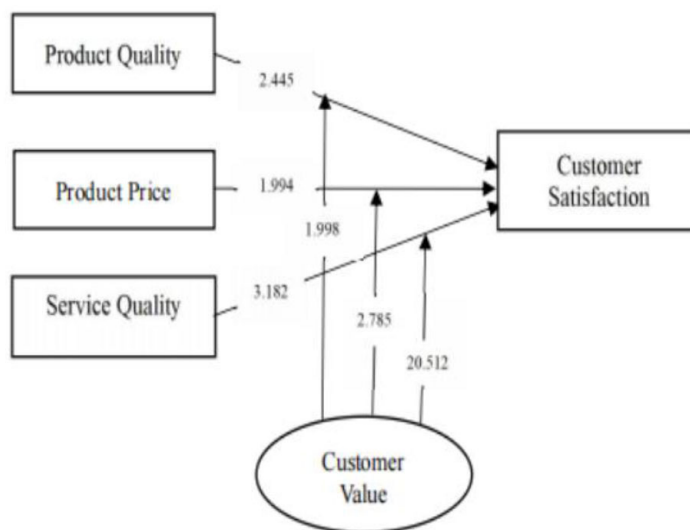 Product Quality
2.445
Customer
Satisfaction
Product Price
1.994
1.998
Service Quality
3.182
2.785
20.512
Customer
Value